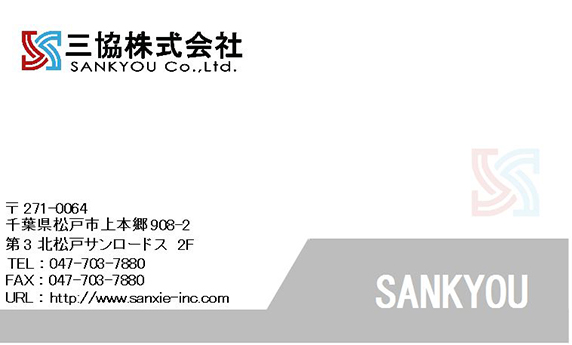 三協株式会社
SANKYOU Co.,Ltd.
〒271-0064
千葉県松戸市上本郷908-2
第3 北松戸サンロードス 2F
TEL：047-703-7880
FAX：047-703-7880
URL：http://www.sanxie-inc.com
SANKYOU